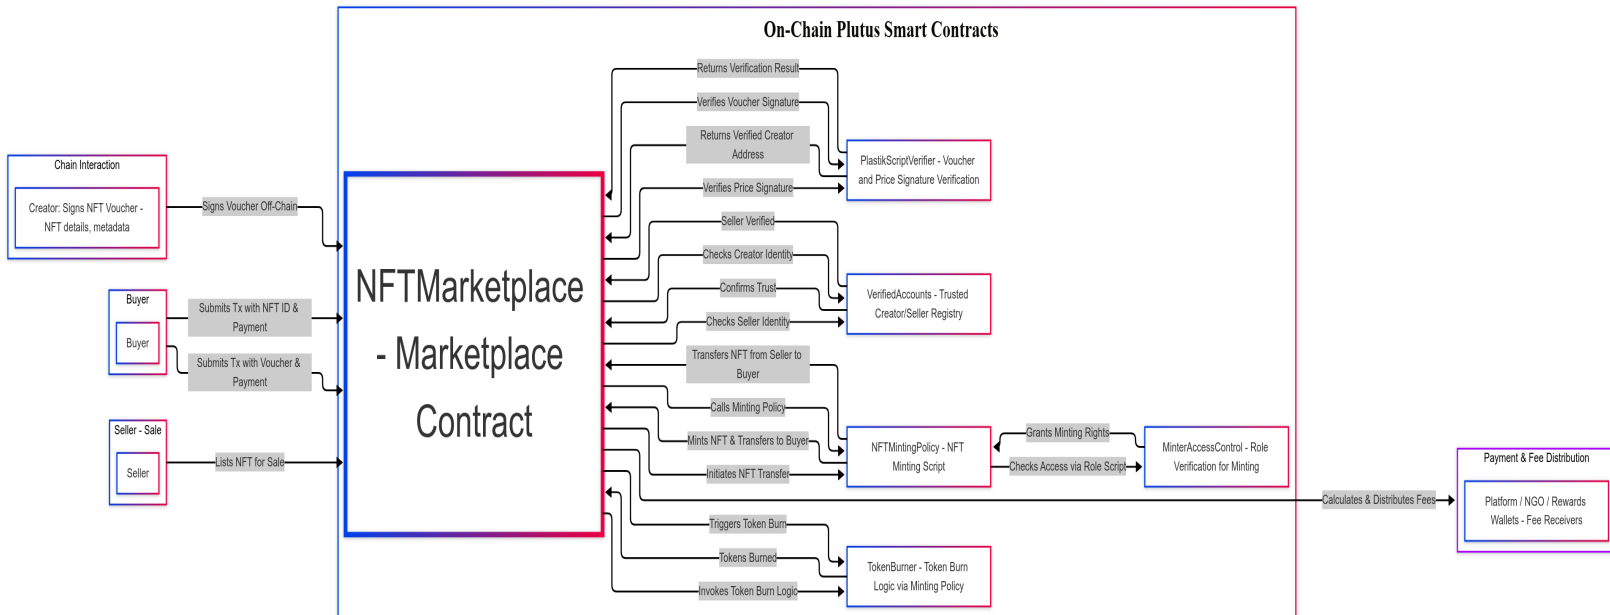 On-Chain Plutus Smart Contracts
Returns Verification Result
Verifies Voucher Signature
Returns Verified Creator
Address
Verifies Price Signature
PlastikScriptVerifier - Voucher
and Price Signature Verification
Chain Interaction
Creator: Signs NFT Voucher -
NFT details, metadata
Signs Voucher Off-Chain
NFTMarketplace
- Marketplace
Contract
Seller Verified
Checks Creator Identity
Confirms Trust
Checks Seller Identity
VerifiedAccounts - Trusted
Creator/Seller Registry
Buyer
Buyer
Submits Tx with NFT ID &
Payment
Submits Tx with Voucher &
Payment
Transfers NFT from Seller to
Buyer
Calls Minting Policy
Mints NFT & Transfers to Buyer
Initiates NFT Transfer
NFTMintingPolicy - NFT
Minting Script
Grants Minting Rights
Checks Access via Role Script
MinterAccessControl - Role
Verification for Minting
Seller - Sale
Seller
Lists NFT for Sale
Calculates & Distributes Fees
Payment & Fee Distribution
Platform / NGO / Rewards
Wallets - Fee Receivers
Triggers Token Burn
Tokens Burned
Invokes Token Burn Logic
TokenBurner - Token Burn
Logic via Minting Policy